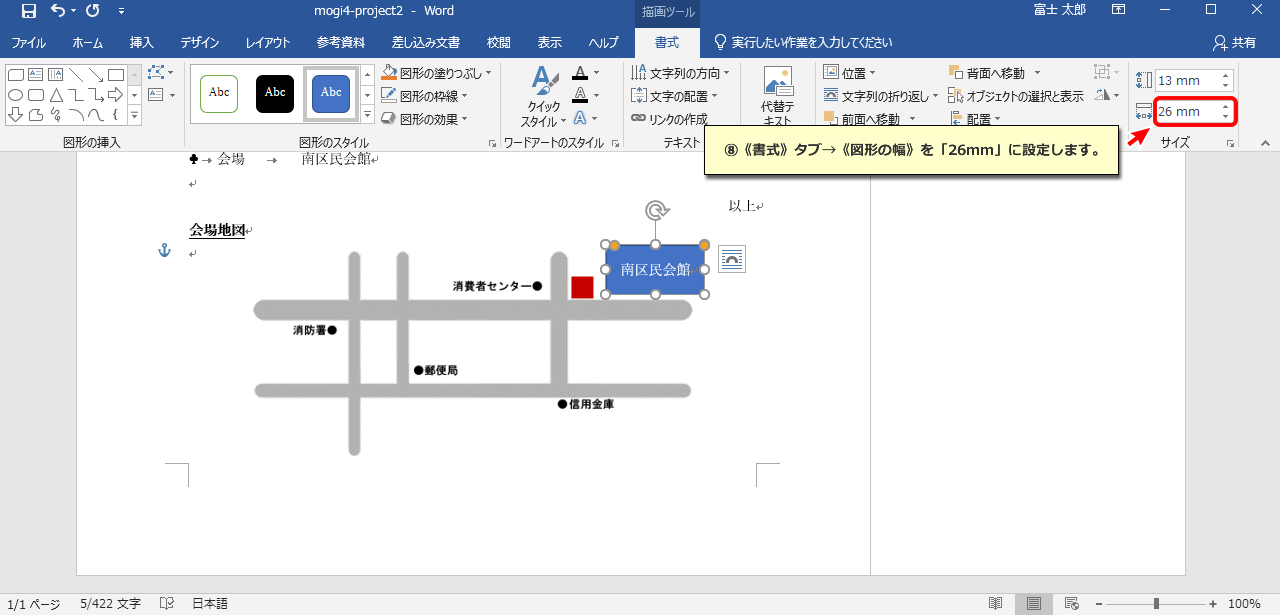 mogi4-project2 - Word
描画ツール
富士 太郎
ファイル ホーム 挿入 デザイン レイアウト 参考資料 差し込み文書 校閲 表示 ヘルプ 書式 実行したい作業を入力してください 共有
Abc Abc Abc
図形の塗りつぶし
図形の枠線
図形の効果
クイック
スタイル
A
A
A
A
文字列の方向
文字の配置
リンクの作成
代替テ
キスト
位置
文字列の折り返し
前面へ移動
背面へ移動
オブジェクトの選択と表示
配置
13 mm
26 mm
図形の挿入 図形のスタイル ワードアートのスタイル テキスト サイズ
⑧《書式》タブ→《図形の幅》を「26mm」に設定します。
♣→会場 → 南区民会館
以上
会場地図
南区民会館
消費者センター●
消防署●
●郵便局
●信用金庫
1/1 ページ 5/422 文字 日本語 100%